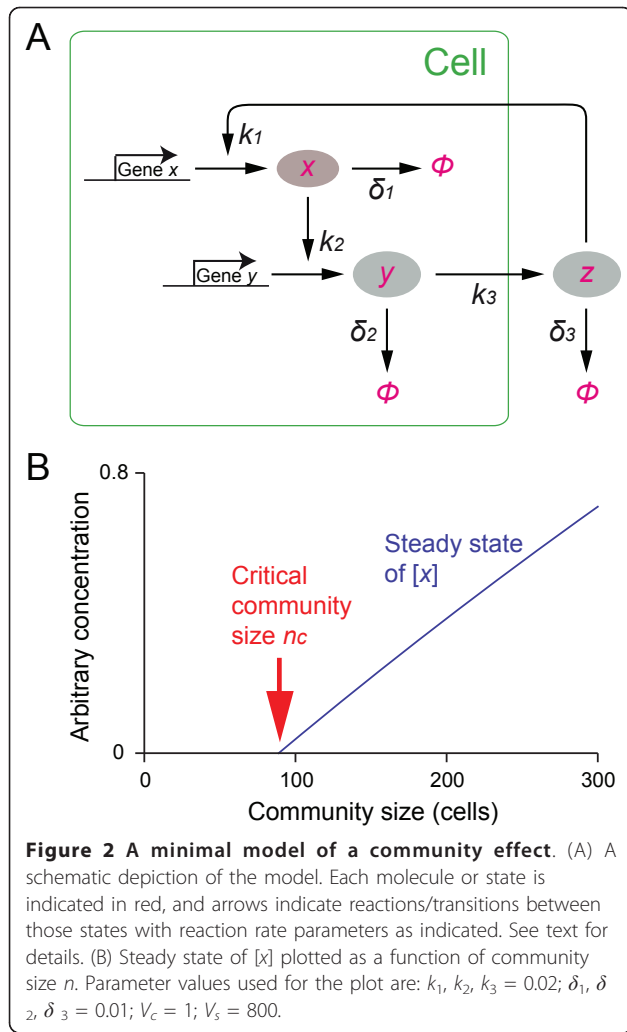 A
Cell
k1
Gene x
x
δ1
Φ
k2
Gene y
y
k3
z
δ2
δ3
Φ
Φ
B
0.8
Arbitrary concentration
Steady state
of [x]
Critical
community
size nc
0
0
100
200
300
Community size (cells)
Figure 2 A minimal model of a community effect. (A) A
schematic depiction of the model. Each molecule or state is
indicated in red, and arrows indicate reactions/transitions between
those states with reaction rate parameters as indicated. See text for
details. (B) Steady state of [x] plotted as a function of community
size n. Parameter values used for the plot are: k1, k2, k3 = 0.02; δ1, δ
2, δ 3 = 0.01; Vc = 1; Vs = 800.